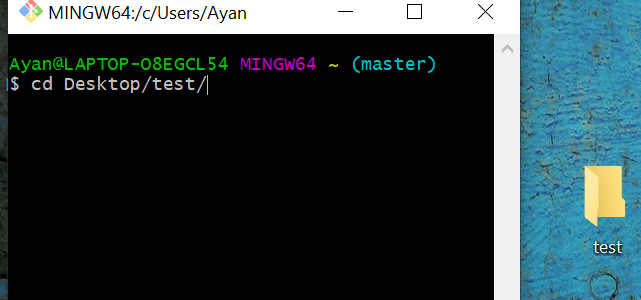 MINGW64:/c/Users/Ayan
Ayan@LAPTOP-O8EGCL54 MINGW64 ~ (master)
$ cd Desktop/test/
test